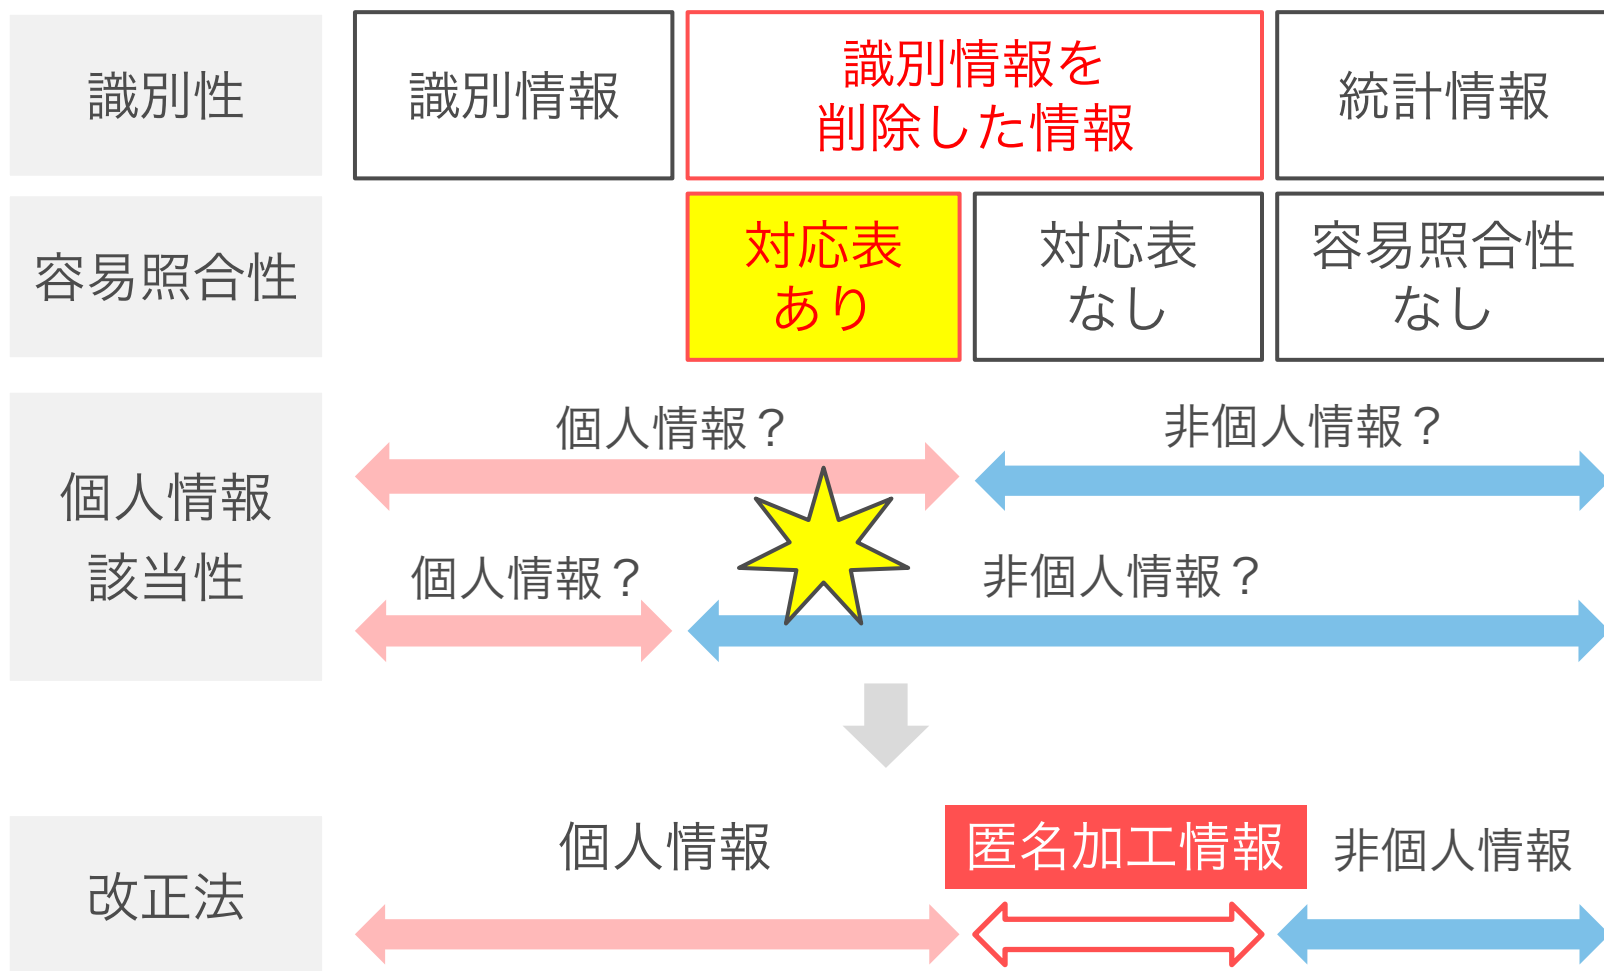 識別性
識別情報
識別情報を
削除した情報
統計情報
容易照合性
対応表
あり
対応表
なし
容易照合性
なし
個人情報
該当性
個人情報？
非個人情報？
個人情報？
非個人情報？
改正法
個人情報
匿名加工情報
非個人情報